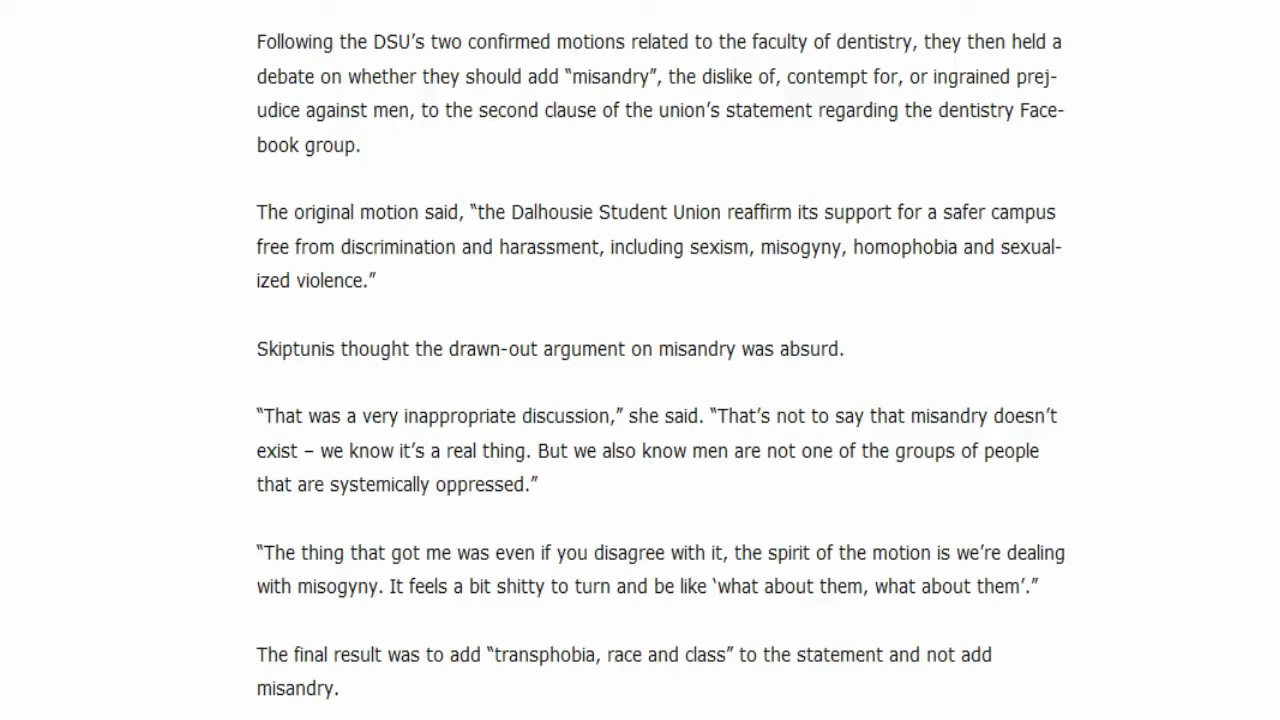 Following the DSU’s two confirmed motions related to the faculty of dentistry, they then held a
debate on whether they should add “misandry”, the dislike of, contempt for, or ingrained prej-
udice against men, to the second clause of the union’s statement regarding the dentistry Face-
book group.
The original motion said, “the Dalhousie Student Union reaffirm its support for a safer campus
free from discrimination and harassment, including sexism, misogyny, homophobia and sexual-
ized violence.”
Skiptunis thought the drawn-out argument on misandry was absurd.
“That was a very inappropriate discussion,” she said. “That’s not to say that misandry doesn’t
exist – we know it’s a real thing. But we also know men are not one of the groups of people
that are systemically oppressed.”
“The thing that got me was even if you disagree with it, the spirit of the motion is we’re dealing
with misogyny. It feels a bit shitty to turn and be like ‘what about them, what about them’.”
The final result was to add “transphobia, race and class” to the statement and not add
misandry.